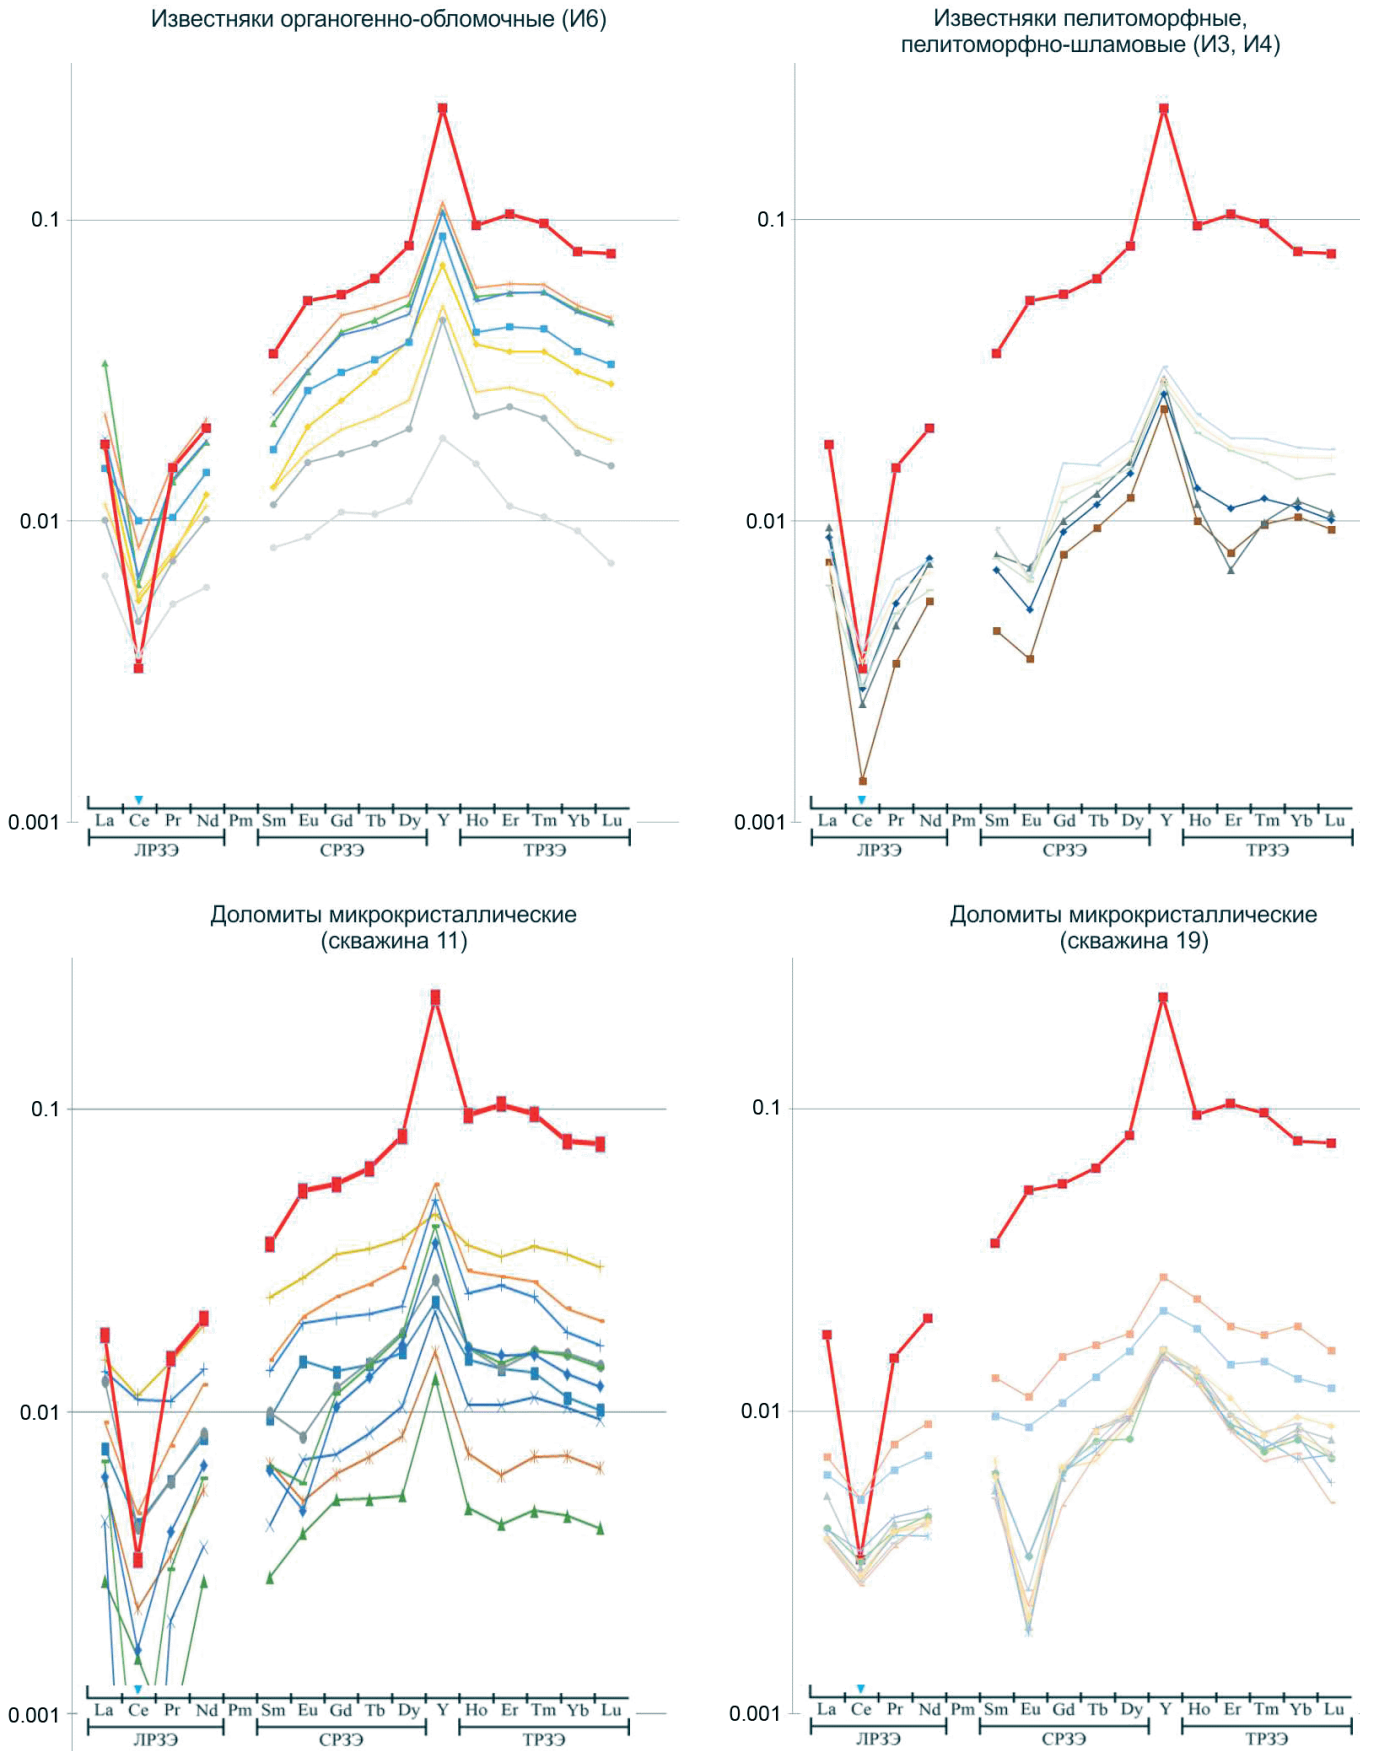 Известняки органогенно-обломочные (И6)
0.1
0.01
0.001
La Ce Pr Nd Pm Sm Eu Gd Tb Dy Y Ho Er Tm Yb Lu
ЛРЗЭ СРЗЭ ТРЗЭ
Известняки пелитоморфные,
пелитоморфно-шламовые (И3, И4)
0.1
0.01
0.001
La Ce Pr Nd Pm Sm Eu Gd Tb Dy Y Ho Er Tm Yb Lu
ЛРЗЭ СРЗЭ ТРЗЭ
Доломиты микрокристаллические
(скважина 11)
0.1
0.01
0.001
La Ce Pr Nd Pm Sm Eu Gd Tb Dy Y Ho Er Tm Yb Lu
ЛРЗЭ СРЗЭ ТРЗЭ
Доломиты микрокристаллические
(скважина 19)
0.1
0.01
0.001
La Ce Pr Nd Pm Sm Eu Gd Tb Dy Y Ho Er Tm Yb Lu
ЛРЗЭ СРЗЭ ТРЗЭ